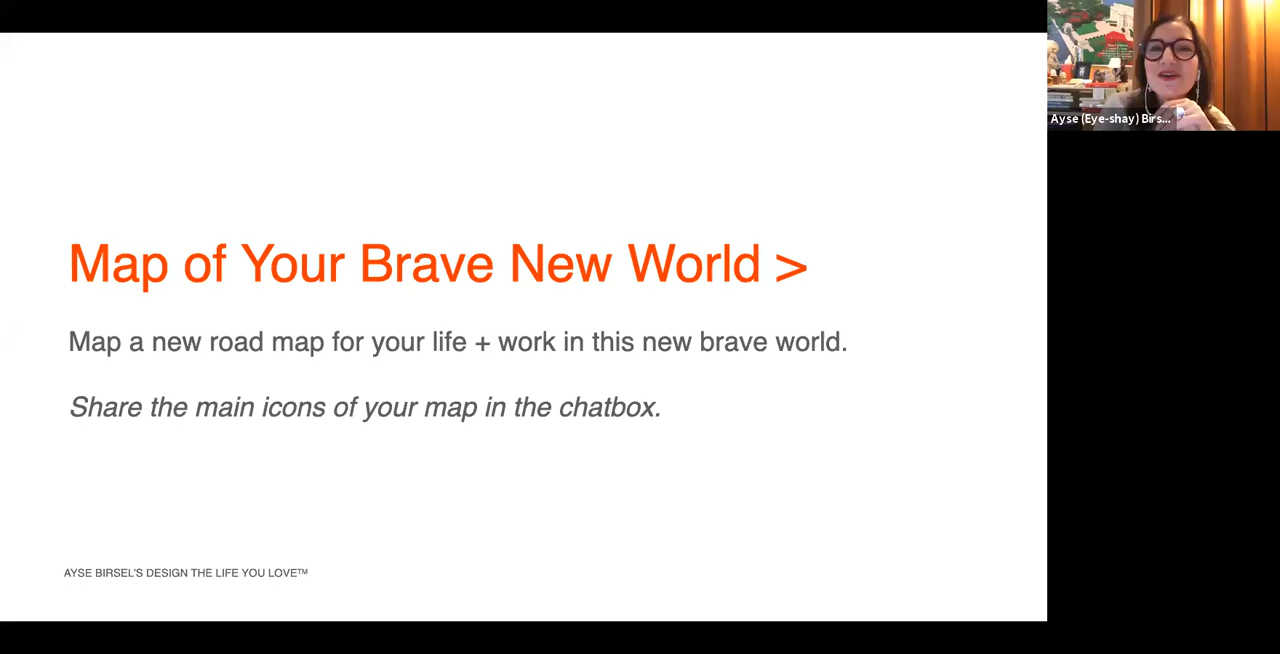 Map of Your Brave New World >
Map a new road map for your life + work in this new brave world.
Share the main icons of your map in the chatbox.
AYSE BIRSEL'S DESIGN THE LIFE YOU LOVE™
Ayse (Eye-shay) Birs...